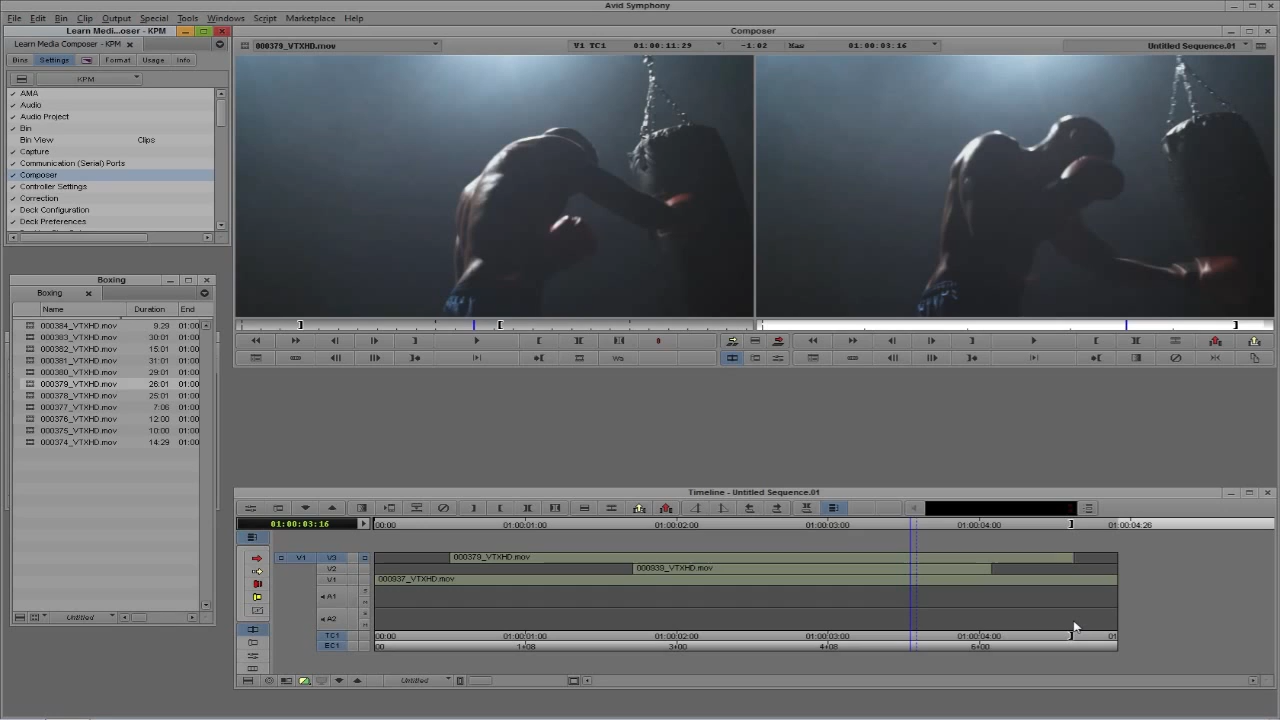 Avid Symphony
File Edit Bin Clip Output Special Tools Windows Script Marketplace Help
Learn Medi...oser - KPM
Composer
Learn Media Composer - KPM
000379_VTXHD.mov
V1 TC1 01:00:11:29 -1:02 Mas 01:00:03:16
Untitled Sequence.01
Bins Settings Format Usage Info
KPM
AMA
Audio
Audio Project
Bin
Bin View Clips
Capture
Communication (Serial) Ports
Composer
Controller Settings
Correction
Deck Configuration
Deck Preferences
Boxing
Boxing
Name Duration End
000384_VTXHD.mov 9:29 01:00
000383_VTXHD.mov 30:01 01:00
000382_VTXHD.mov 15:01 01:00
000381_VTXHD.mov 31:01 01:00
000380_VTXHD.mov 29:01 01:00
000379_VTXHD.mov 26:01 01:00
000378_VTXHD.mov 25:01 01:00
000377_VTXHD.mov 7:06 01:00
000376_VTXHD.mov 12:00 01:00
000375_VTXHD.mov 10:00 01:00
000374_VTXHD.mov 14:29 01:00
Untitled
Timeline - Untitled Sequence.01
01:00:03:16
00:00 01:00:01:00 01:00:02:00 01:00:03:00 01:00:04:00 01:00:04:26
V1 V3 000379_VTXHD.mov
V2 000939_VTXHD.mov
V1 000937_VTXHD.mov
A1
A2
TC1 00:00 01:00:01:00 01:00:02:00 01:00:03:00 01:00:04:00 01
EC1 00 1+08 3+00 4+08 6+00
Untitled